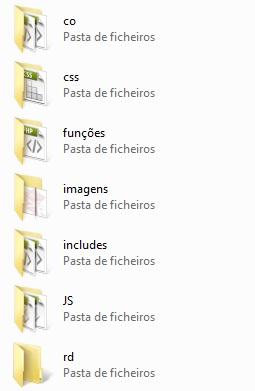 co
Pasta de ficheiros
css
Pasta de ficheiros
CSS
funções
Pasta de ficheiros
imagens
Pasta de ficheiros
includes
Pasta de ficheiros
JS
Pasta de ficheiros
rd
Pasta de ficheiros